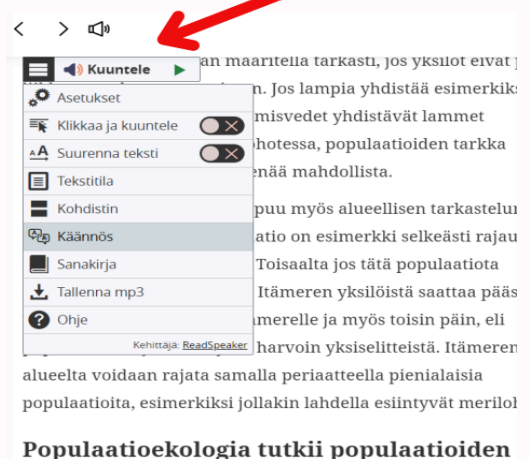 Kuuntele
Asetukset
Klikkaa ja kuuntele
Suurenna teksti
Tekstitila
Kohdistin
Käännös
Sanakirja
Tallenna mp3
Ohje
Kehittäjä: ReadSpeaker
määritellä tarkasti, jos yksilöt eivät
n. Jos lampia yhdistää esimerkiks
misvedet yhdistävät lammet
hotessa, populaatioiden tarkka
enää mahdollista.
puu myös alueellisen tarkastelun
atio on esimerkki selkeästi rajau
Toisaalta jos tätä populaatiota
Itämeren yksilöistä saattaa pääs
merelle ja myös toisin päin, eli
harvoin yksiselitteistä. Itämeren
alueelta voidaan rajata samalla periaatteella pienialaisia
populaatioita, esimerkiksi jollakin lahdella esiintyvät meriloh
Populaatioekologia tutkii populaatioiden